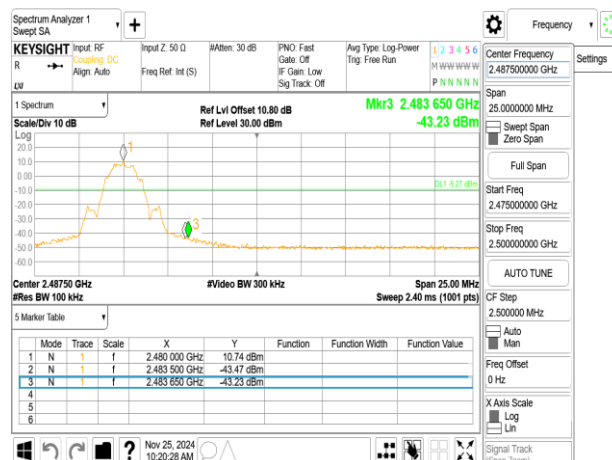 Spectrum Analyzer 1
Swept SA
Frequency
KEYSIGHT
R
LXI
Input: RF
Coupling: DC
Align: Auto
Input Z: 50 Ω
Freq Ref: Int (S)
#Atten: 30 dB
PNO: Fast
Gate: Off
IF Gain: Low
Sig Track: Off
Avg Type: Log-Power
Trig: Free Run
1 2 3 4 5 6
M W W W W W
P N N N N N
Center Frequency
2.487500000 GHz
Settings
Span
25.0000000 MHz
Swept Span
Zero Span
Full Span
Start Freq
2.475000000 GHz
Stop Freq
2.500000000 GHz
AUTO TUNE
CF Step
2.500000 MHz
Auto
Man
Freq Offset
0 Hz
X Axis Scale
Log
Lin
Signal Track
(Span Zoom)
1 Spectrum
Scale/Div 10 dB
Log
Ref Lvl Offset 10.80 dB
Ref Level 30.00 dBm
Mkr3 2.483 650 GHz
-43.23 dBm
20.0
10.0
0.00
-10.0
-20.0
-30.0
-40.0
-50.0
-60.0
1
3
DL1 -9.27 dBm
Center 2.48750 GHz
#Res BW 100 kHz
#Video BW 300 kHz
Span 25.00 MHz
Sweep 2.40 ms (1001 pts)
5 Marker Table
Mode Trace Scale X Y Function Function Width Function Value
1 N 1 f 2.480 000 GHz 10.74 dBm
2 N 1 f 2.483 500 GHz -43.47 dBm
3 N 1 f 2.483 650 GHz -43.23 dBm
4
5
6
?
Nov 25, 2024
10:20:28 AM